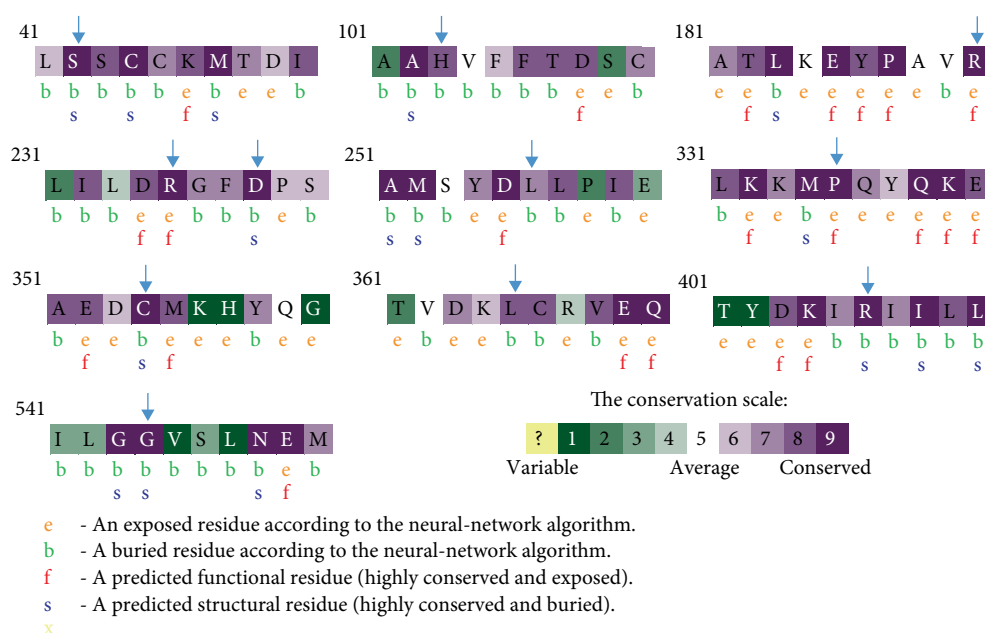 41 101 181
L S S C C K M T D I A A H V F F T D S C A T L K E Y P A V R
b b b b b e b e e b b b b b b b b e e b e e b e e e e e b e
s s f s s f f s f f f f
231 251 331
L I L D R G F D P S A M S Y D L L P I E L K K M P Q Y Q K E
b b b e e b b b e b b b b e e b b e b e b e e b e e e e e e
f f s s s f f s f f f f
351 361 401
A E D C M K H Y Q G T V D K L C R V E Q T Y D K I R I I L L
b e e b e e e b e e e b e e b b e b e e e e e e b b b b b b
f s f f f f f s s s
541 The conservation scale:
I L G G V S L N E M ? 1 2 3 4 5 6 7 8 9
b b b b b b b b e b Variable Average Conserved
s s s f
e - An exposed residue according to the neural-network algorithm.
b - A buried residue according to the neural-network algorithm.
f - A predicted functional residue (highly conserved and exposed).
s - A predicted structural residue (highly conserved and buried).